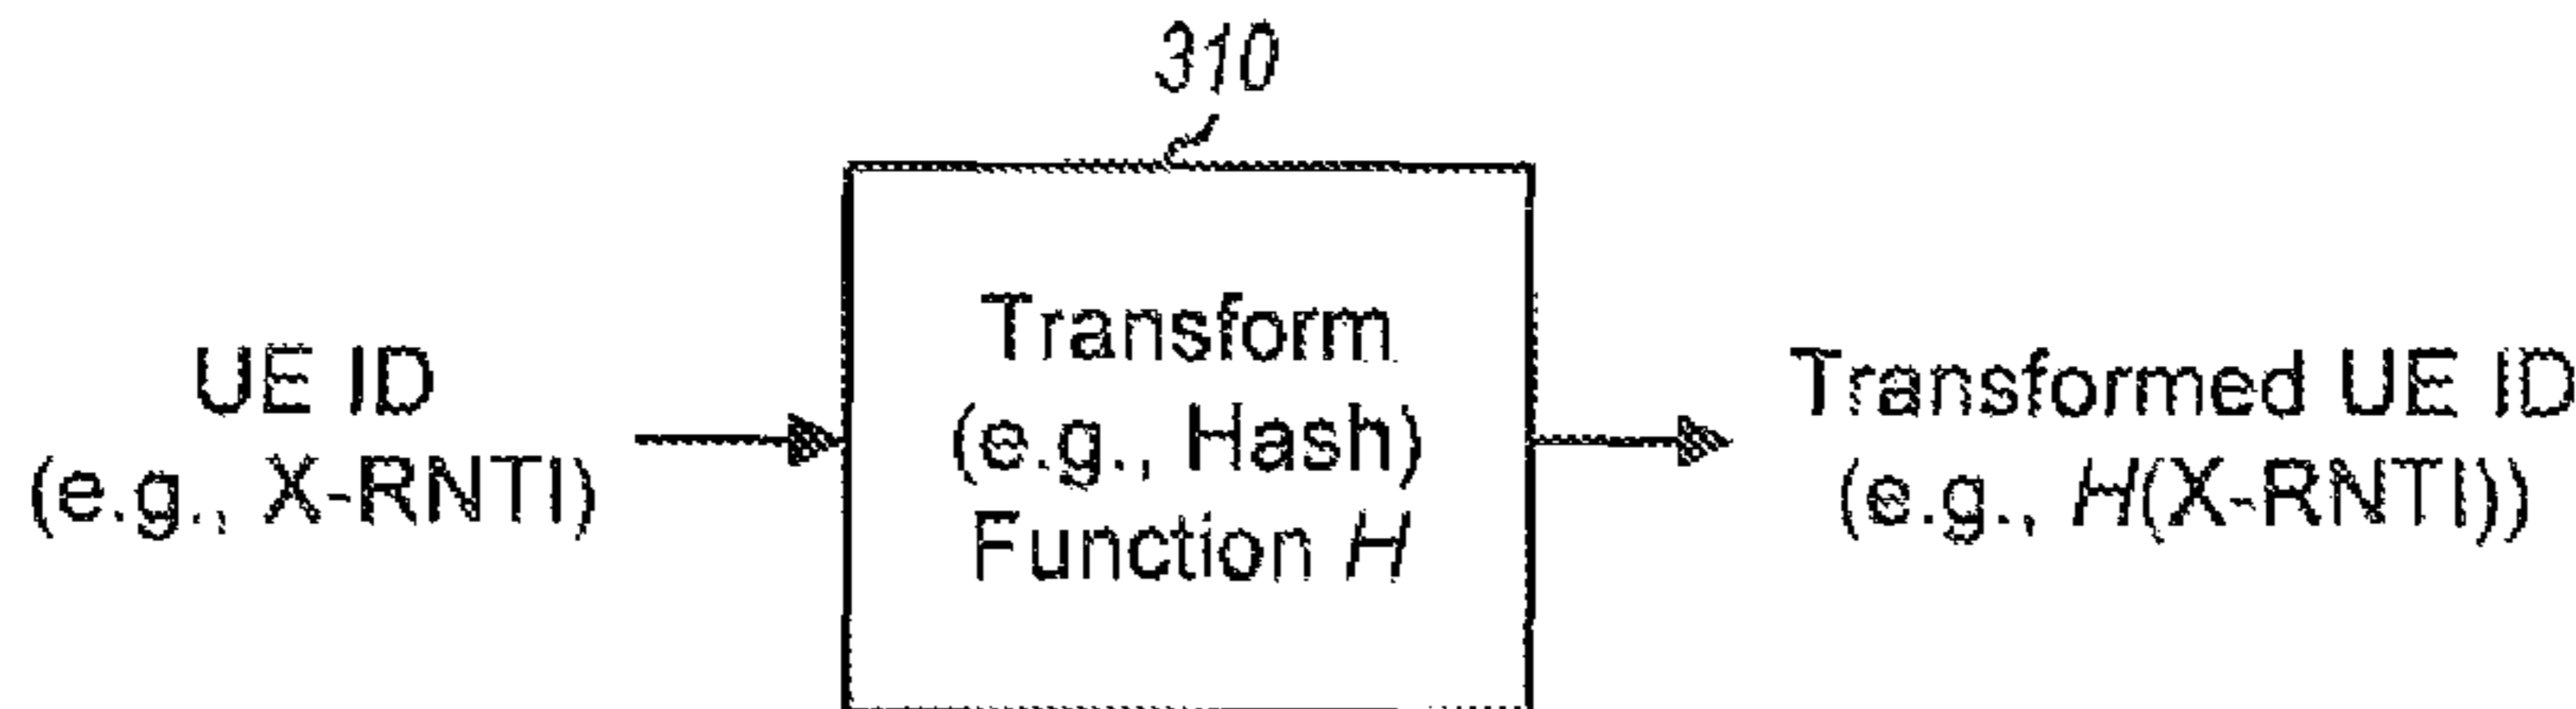 310
UE ID
(e.g., X-RNTI)
Transform
(e.g., Hash)
Function H
Transformed UE ID
(e.g., H(X-RNTI))